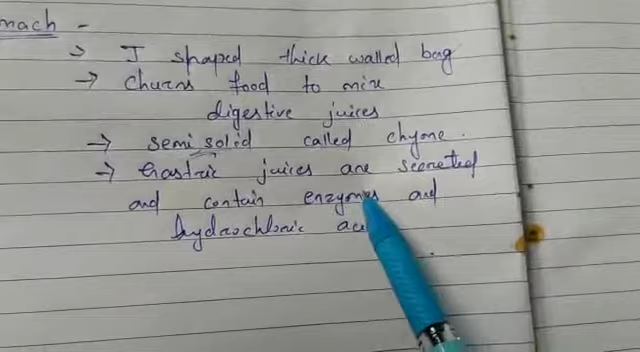 mach -
→ J shaped thick walled bag
→ Churns food to mix
digestive juices
→ semi solid called chyme.
→ Gastric juices are secreted
and contain enzymes and
hydrochloric